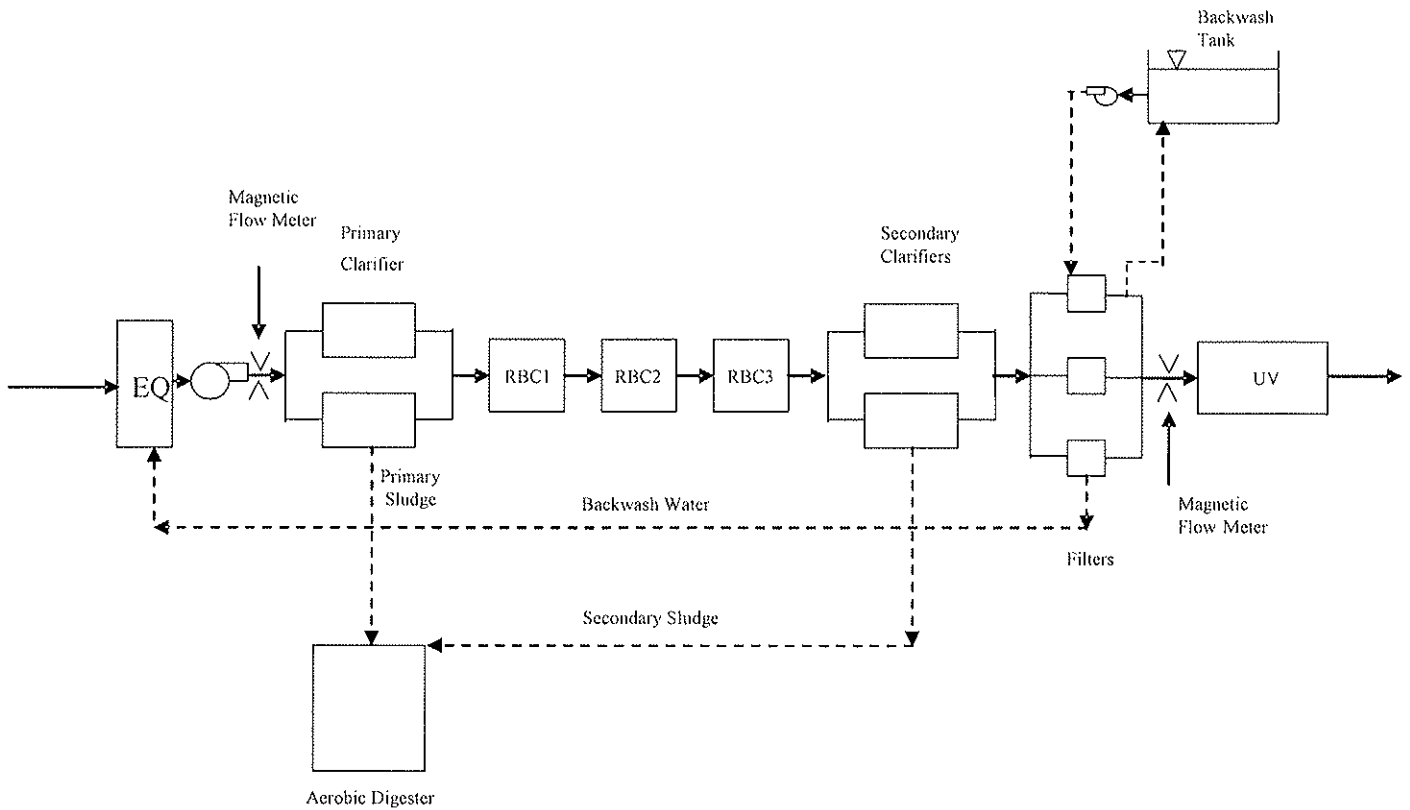 Backwash
Tank
Magnetic
Flow Meter
Primary
Clarifier
Secondary
Clarifiers
EQ
RBC1
RBC2
RBC3
UV
Primary
Sludge
Backwash Water
Magnetic
Flow Meter
Filters
Secondary Sludge
Aerobic Digester